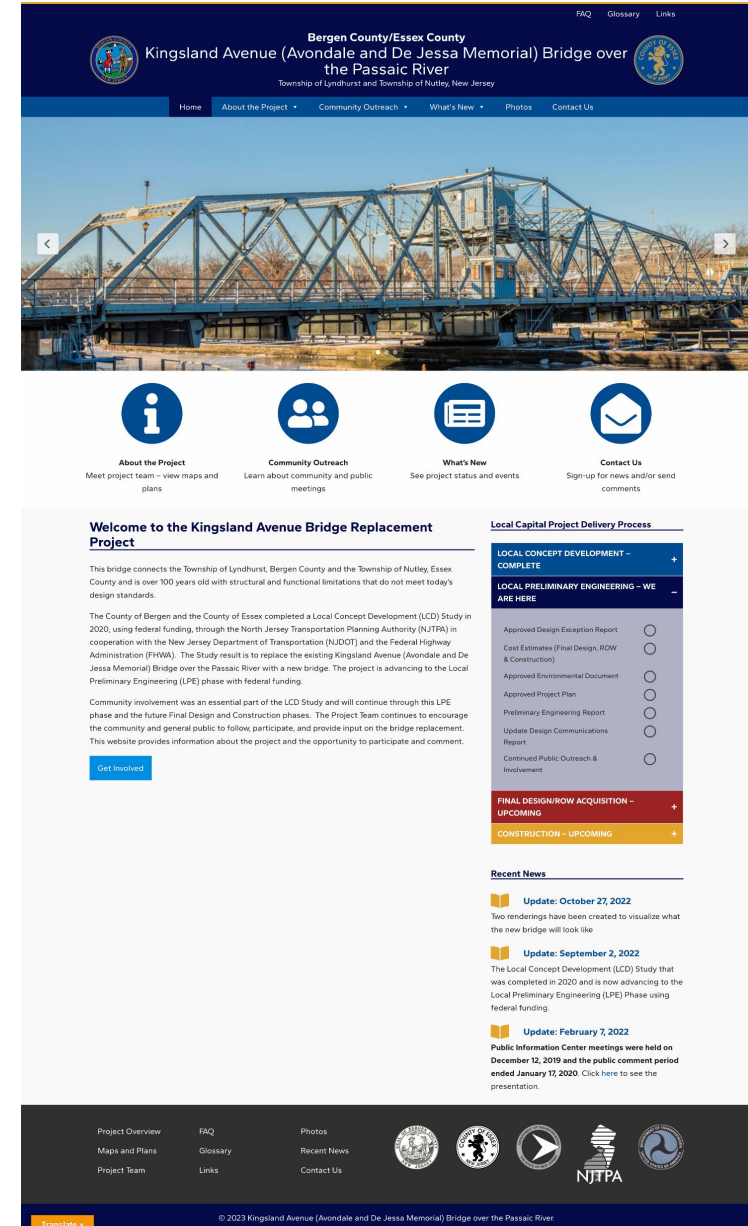 FAQ Glossary Links
Bergen County/Essex County
Kingsland Avenue (Avondale and De Jessa Memorial) Bridge over
the Passaic River
Township of Lyndhurst and Township of Nutley, New Jersey
Home About the Project Community Outreach What's New Photos Contact Us
About the Project
Meet project team – view maps and
plans
Community Outreach
Learn about community and public
meetings
What's New
See project status and events
Contact Us
Sign-up for news and/or send
comments
Welcome to the Kingsland Avenue Bridge Replacement
Project
This bridge connects the Township of Lyndhurst, Bergen County and the Township of Nutley, Essex
County and is over 100 years old with structural and functional limitations that do not meet today's
design standards.
The County of Bergen and the County of Essex completed a Local Concept Development (LCD) Study in
2020, using federal funding, through the North Jersey Transportation Planning Authority (NJTPA) in
cooperation with the New Jersey Department of Transportation (NJDOT) and the Federal Highway
Administration (FHWA). The Study result is to replace the existing Kingsland Avenue (Avondale and De
Jessa Memorial) Bridge over the Passaic River with a new bridge. The project is advancing to the Local
Preliminary Engineering (LPE) phase with federal funding.
Community involvement was an essential part of the LCD Study and will continue through this LPE
phase and the future Final Design and Construction phases. The Project Team continues to encourage
the community and general public to follow, participate, and provide input on the bridge replacement.
This website provides information about the project and the opportunity to participate and comment.
Get Involved
Local Capital Project Delivery Process
LOCAL CONCEPT DEVELOPMENT –
COMPLETE +
LOCAL PRELIMINARY ENGINEERING – WE
ARE HERE –
Approved Design Exception Report
Cost Estimates (Final Design, ROW
& Construction)
Approved Environmental Document
Approved Project Plan
Preliminary Engineering Report
Update Design Communications
Report
Continued Public Outreach &
Involvement
FINAL DESIGN/ROW ACQUISITION –
UPCOMING +
CONSTRUCTION – UPCOMING +
Recent News
Update: October 27, 2022
Two renderings have been created to visualize what
the new bridge will look like
Update: September 2, 2022
The Local Concept Development (LCD) Study that
was completed in 2020 and is now advancing to the
Local Preliminary Engineering (LPE) Phase using
federal funding.
Update: February 7, 2022
Public Information Center meetings were held on
December 12, 2019 and the public comment period
ended January 17, 2020. Click here to see the
presentation.
Project Overview FAQ Photos
Maps and Plans Glossary Recent News
Project Team Links Contact Us
COUNTY OF ESSEX
NEW JERSEY
NJTPA
© 2023 Kingsland Avenue (Avondale and De Jessa Memorial) Bridge over the Passaic River.
Translate »